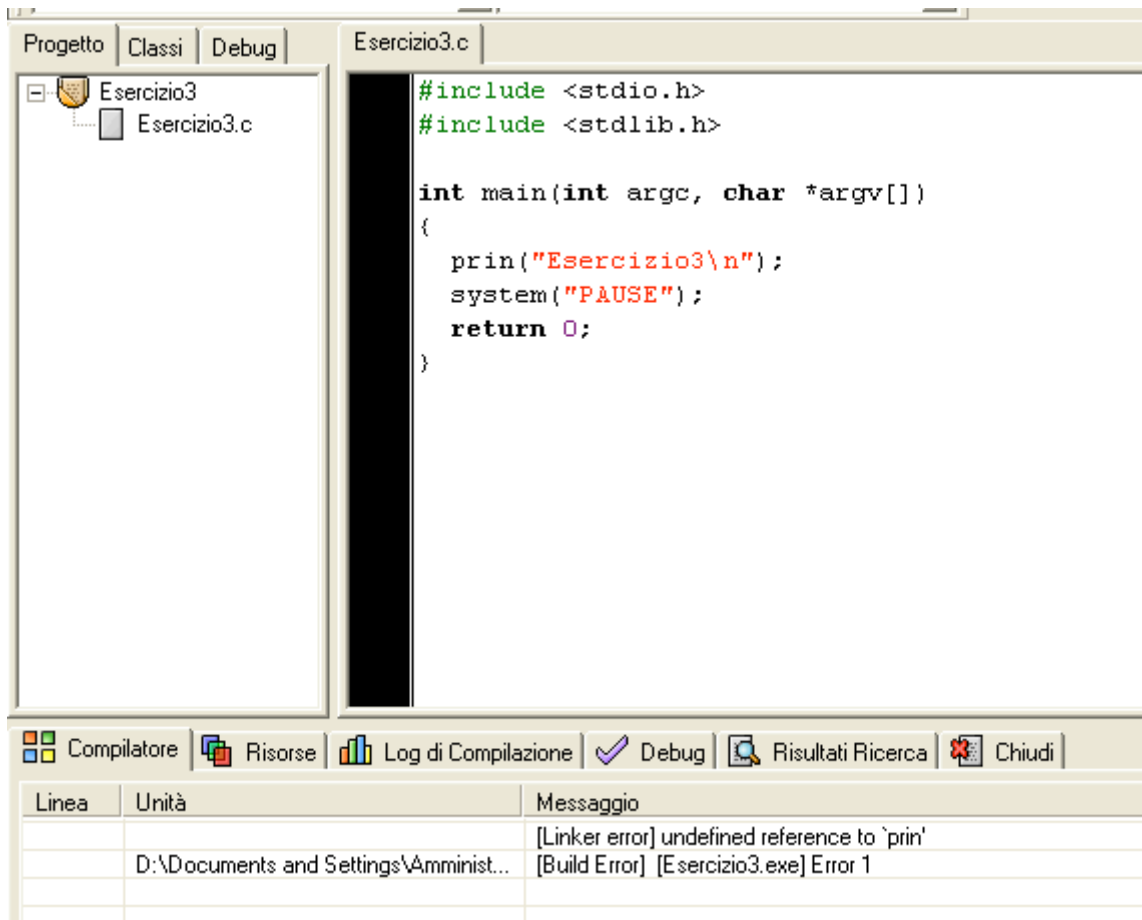 Progetto Classi Debug
Esercizio3
Esercizio3.c
Esercizio3.c
#include <stdio.h>
#include <stdlib.h>
int main(int argc, char *argv[])
{
prin("Esercizio3\n");
system("PAUSE");
return 0;
}
Compilatore Risorse Log di Compilazione Debug Risultati Ricerca Chiudi
Linea Unità Messaggio
[Linker error] undefined reference to `prin'
D:\Documents and Settings\Amminist... [Build Error] [Esercizio3.exe] Error 1